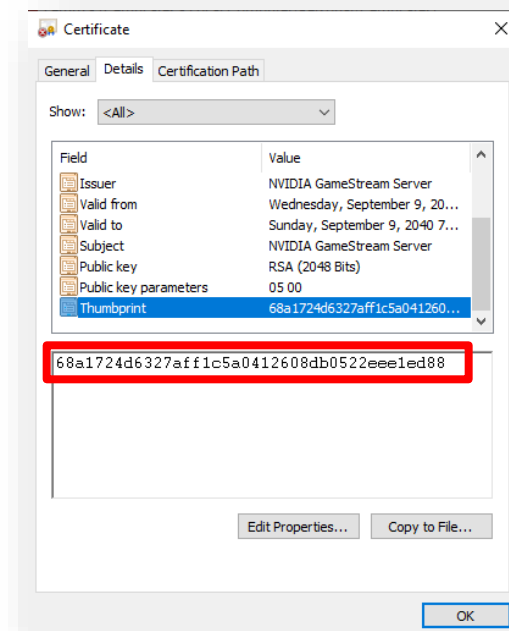 Certificate
General Details Certification Path
Show: <All>
Field Value
Issuer NVIDIA GameStream Server
Valid from Wednesday, September 9, 20...
Valid to Sunday, September 9, 2040 7...
Subject NVIDIA GameStream Server
Public key RSA (2048 Bits)
Public key parameters 05 00
Thumbprint 68a1724d6327aff1c5a041260...
68a1724d6327aff1c5a0412608db0522eee1ed88
Edit Properties... Copy to File...
OK